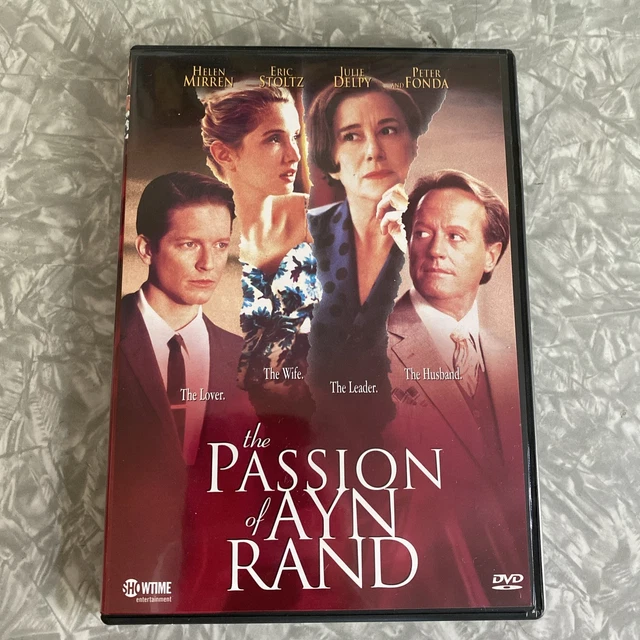 HELEN MIRREN
ERIC STOLTZ
JULIE DELPY
AND PETER FONDA
The Lover.
The Wife.
The Leader.
The Husband.
the
PASSION
of AYN
RAND
SHOWTIME
entertainment
DVD